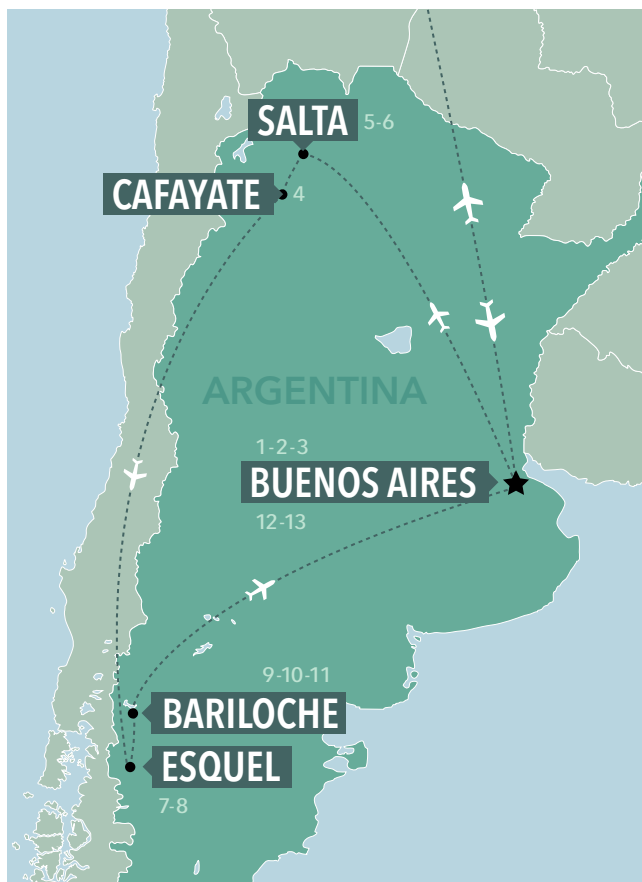 SALTA 5-6
CAFAYATE 4
ARGENTINA
1-2-3
BUENOS AIRES
12-13
9-10-11
BARILOCHE
ESQUEL
7-8